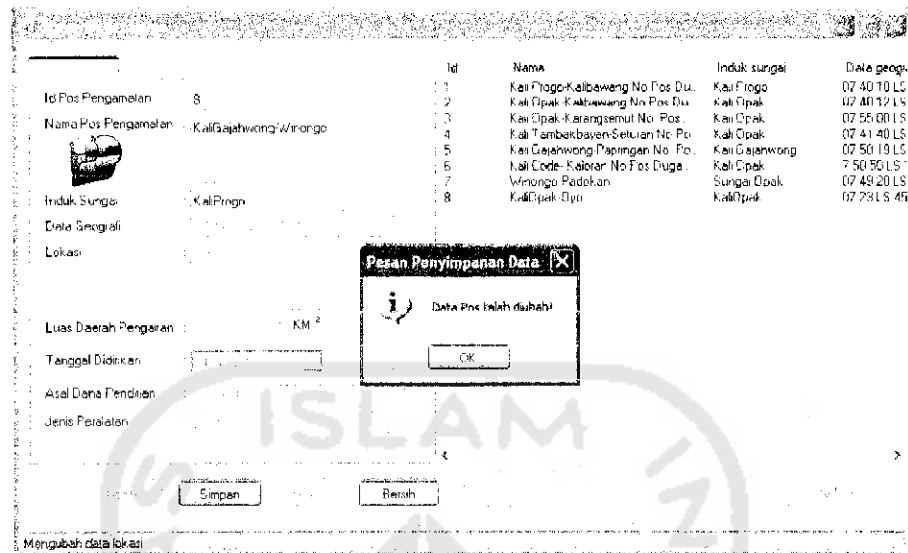 Id Pos Pengamatan : 8
Nama Pos Pengamatan : KaliGajahwong-Winongo
Induk Sungai : KaliProgo
Data Geografi :
Lokasi :
Luas Daerah Pengairan : KM 2
Tanggal Didirikan :
Asal Dana Pendirian :
Jenis Peralatan
Simpan
Bersih
Id Nama Induk sungai Data geogra
1 Kali Progo-Kalibawang No Pos Du... Kali Progo 07 40 10 LS
2 Kali Opak-Kalibawang No Pos Du... Kali Opak 07 40 12 LS
3 Kali Opak-Karangsemut No. Pos. Kali Opak 07 55 00 LS
4 Kali Tambakbayen-Seturan No Po Kali Opak 07 41 40 LS
5 Kali Gajahwong-Papringan No. Po. Kali Gajahwong 07 50 19 LS
6 Kali Code- Kaloran No Pos Duga.. Kali Opak 7 50 50 LS
7 Winongo Padokan Sungai Opak 07 49 20 LS
8 KaliOpak-Oyo KaliOpak 07 23 LS 45
Pesan Penyimpanan Data
Data Pos telah diubah!
OK
ISLAM
Mengubah data lokasi